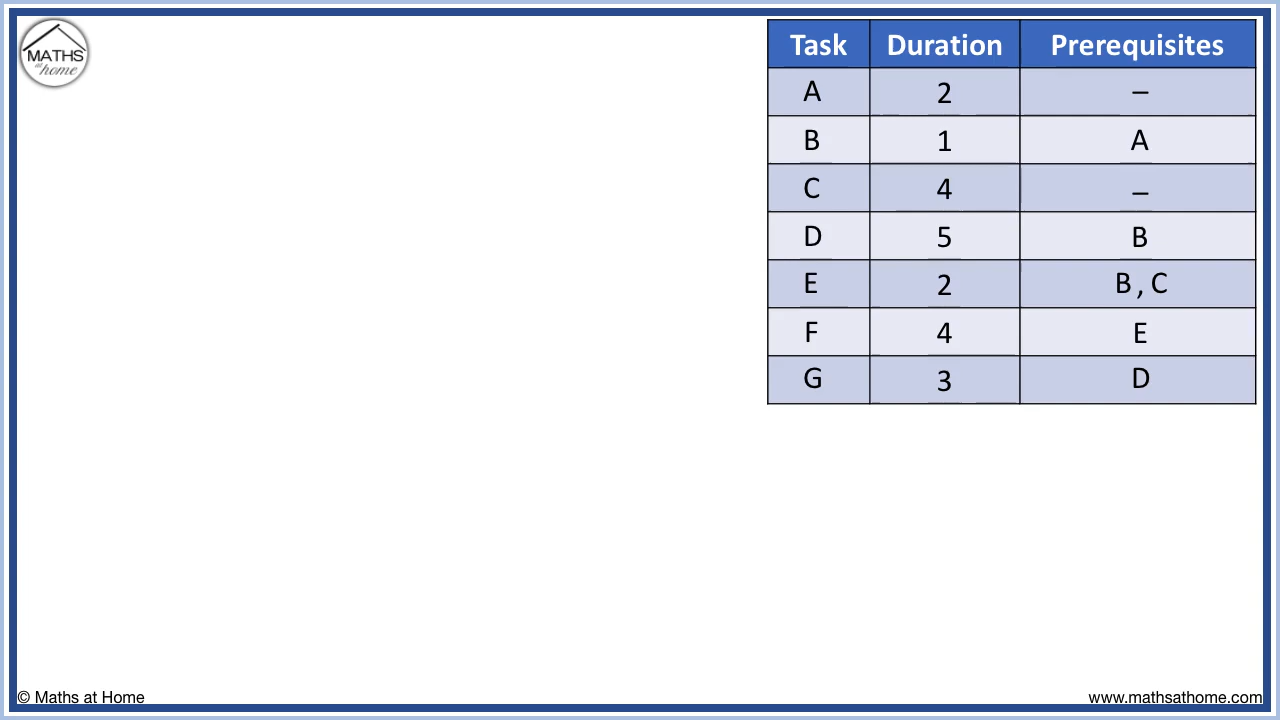 MATHS
at
home
Task Duration Prerequisites
A 2 –
B 1 A
C 4 –
D 5 B
E 2 B , C
F 4 E
G 3 D
© Maths at Home
www.mathsathome.com